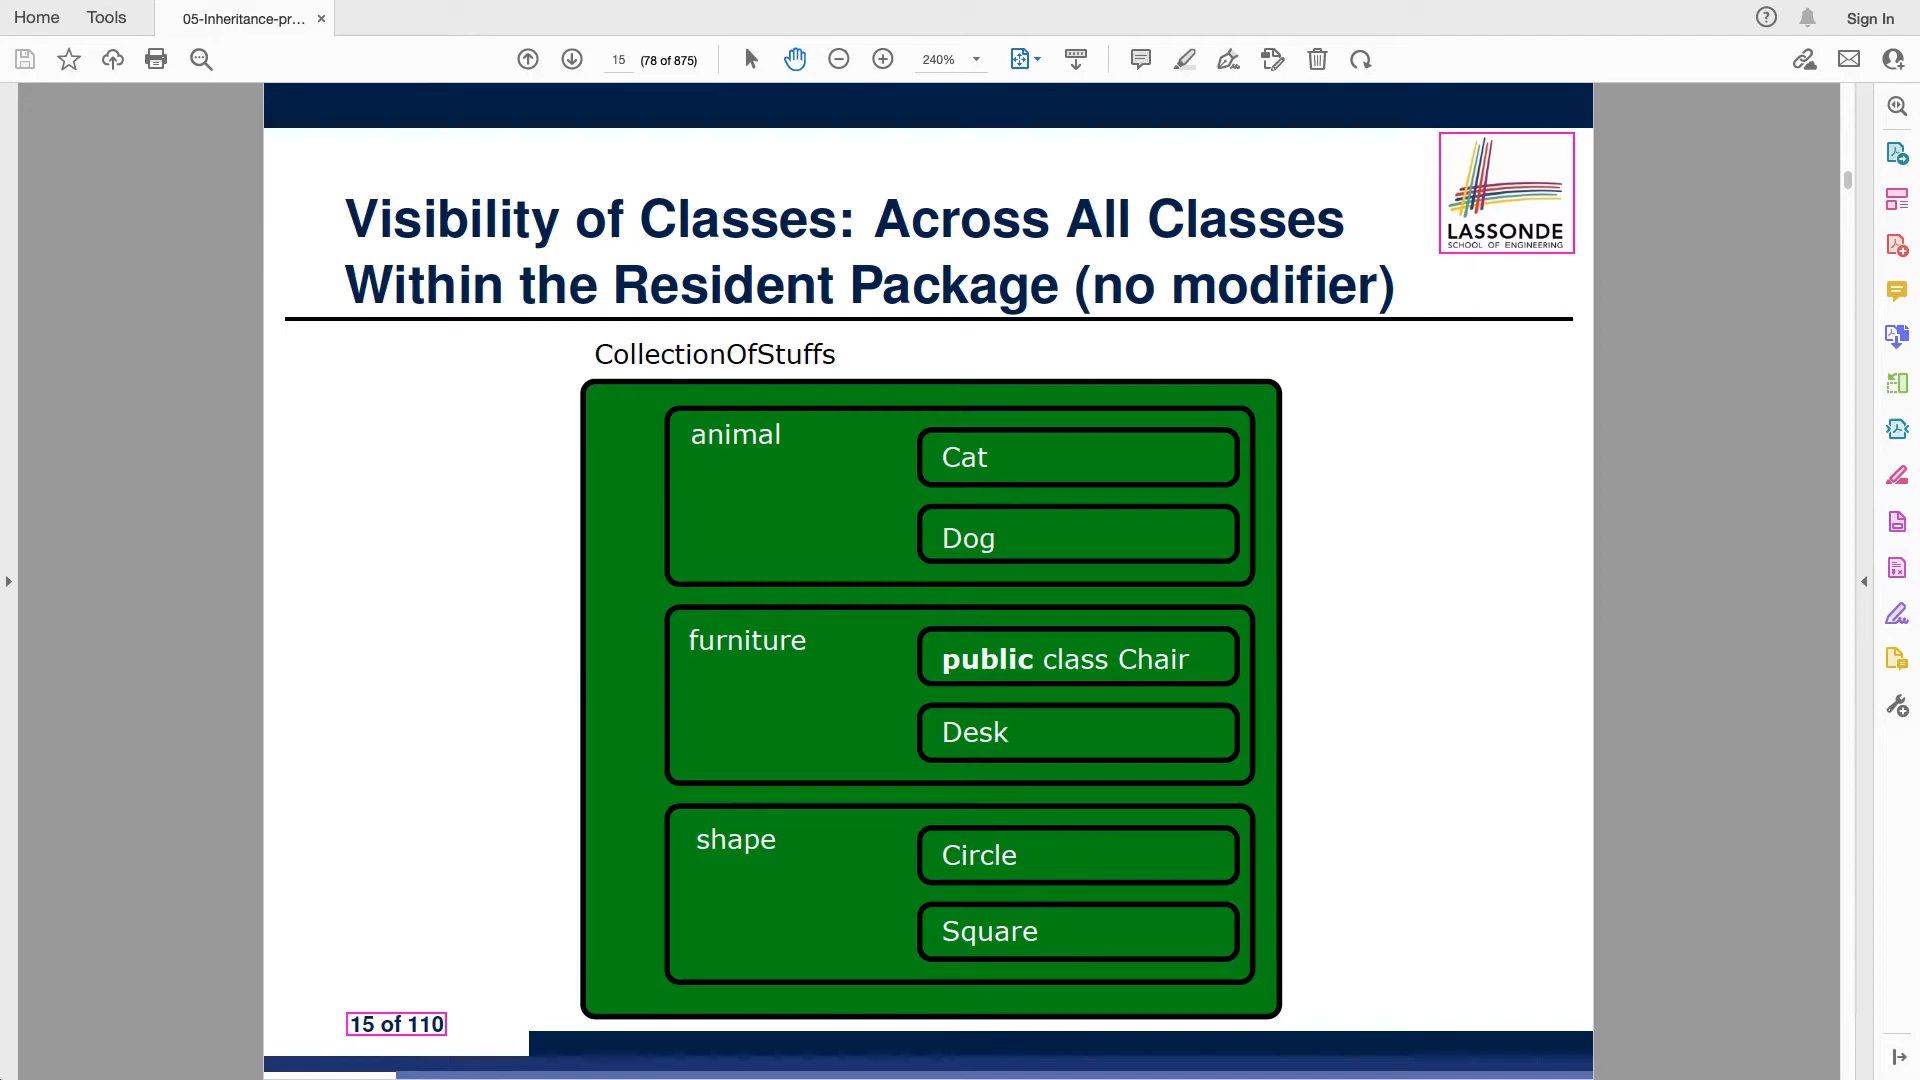 Home Tools 05-Inheritance-pr... × Sign In
15 (78 of 875) 240%
LASSONDE
SCHOOL OF ENGINEERING
Visibility of Classes: Across All Classes
Within the Resident Package (no modifier)
CollectionOfStuffs
animal
Cat
Dog
furniture
public class Chair
Desk
shape
Circle
Square
15 of 110